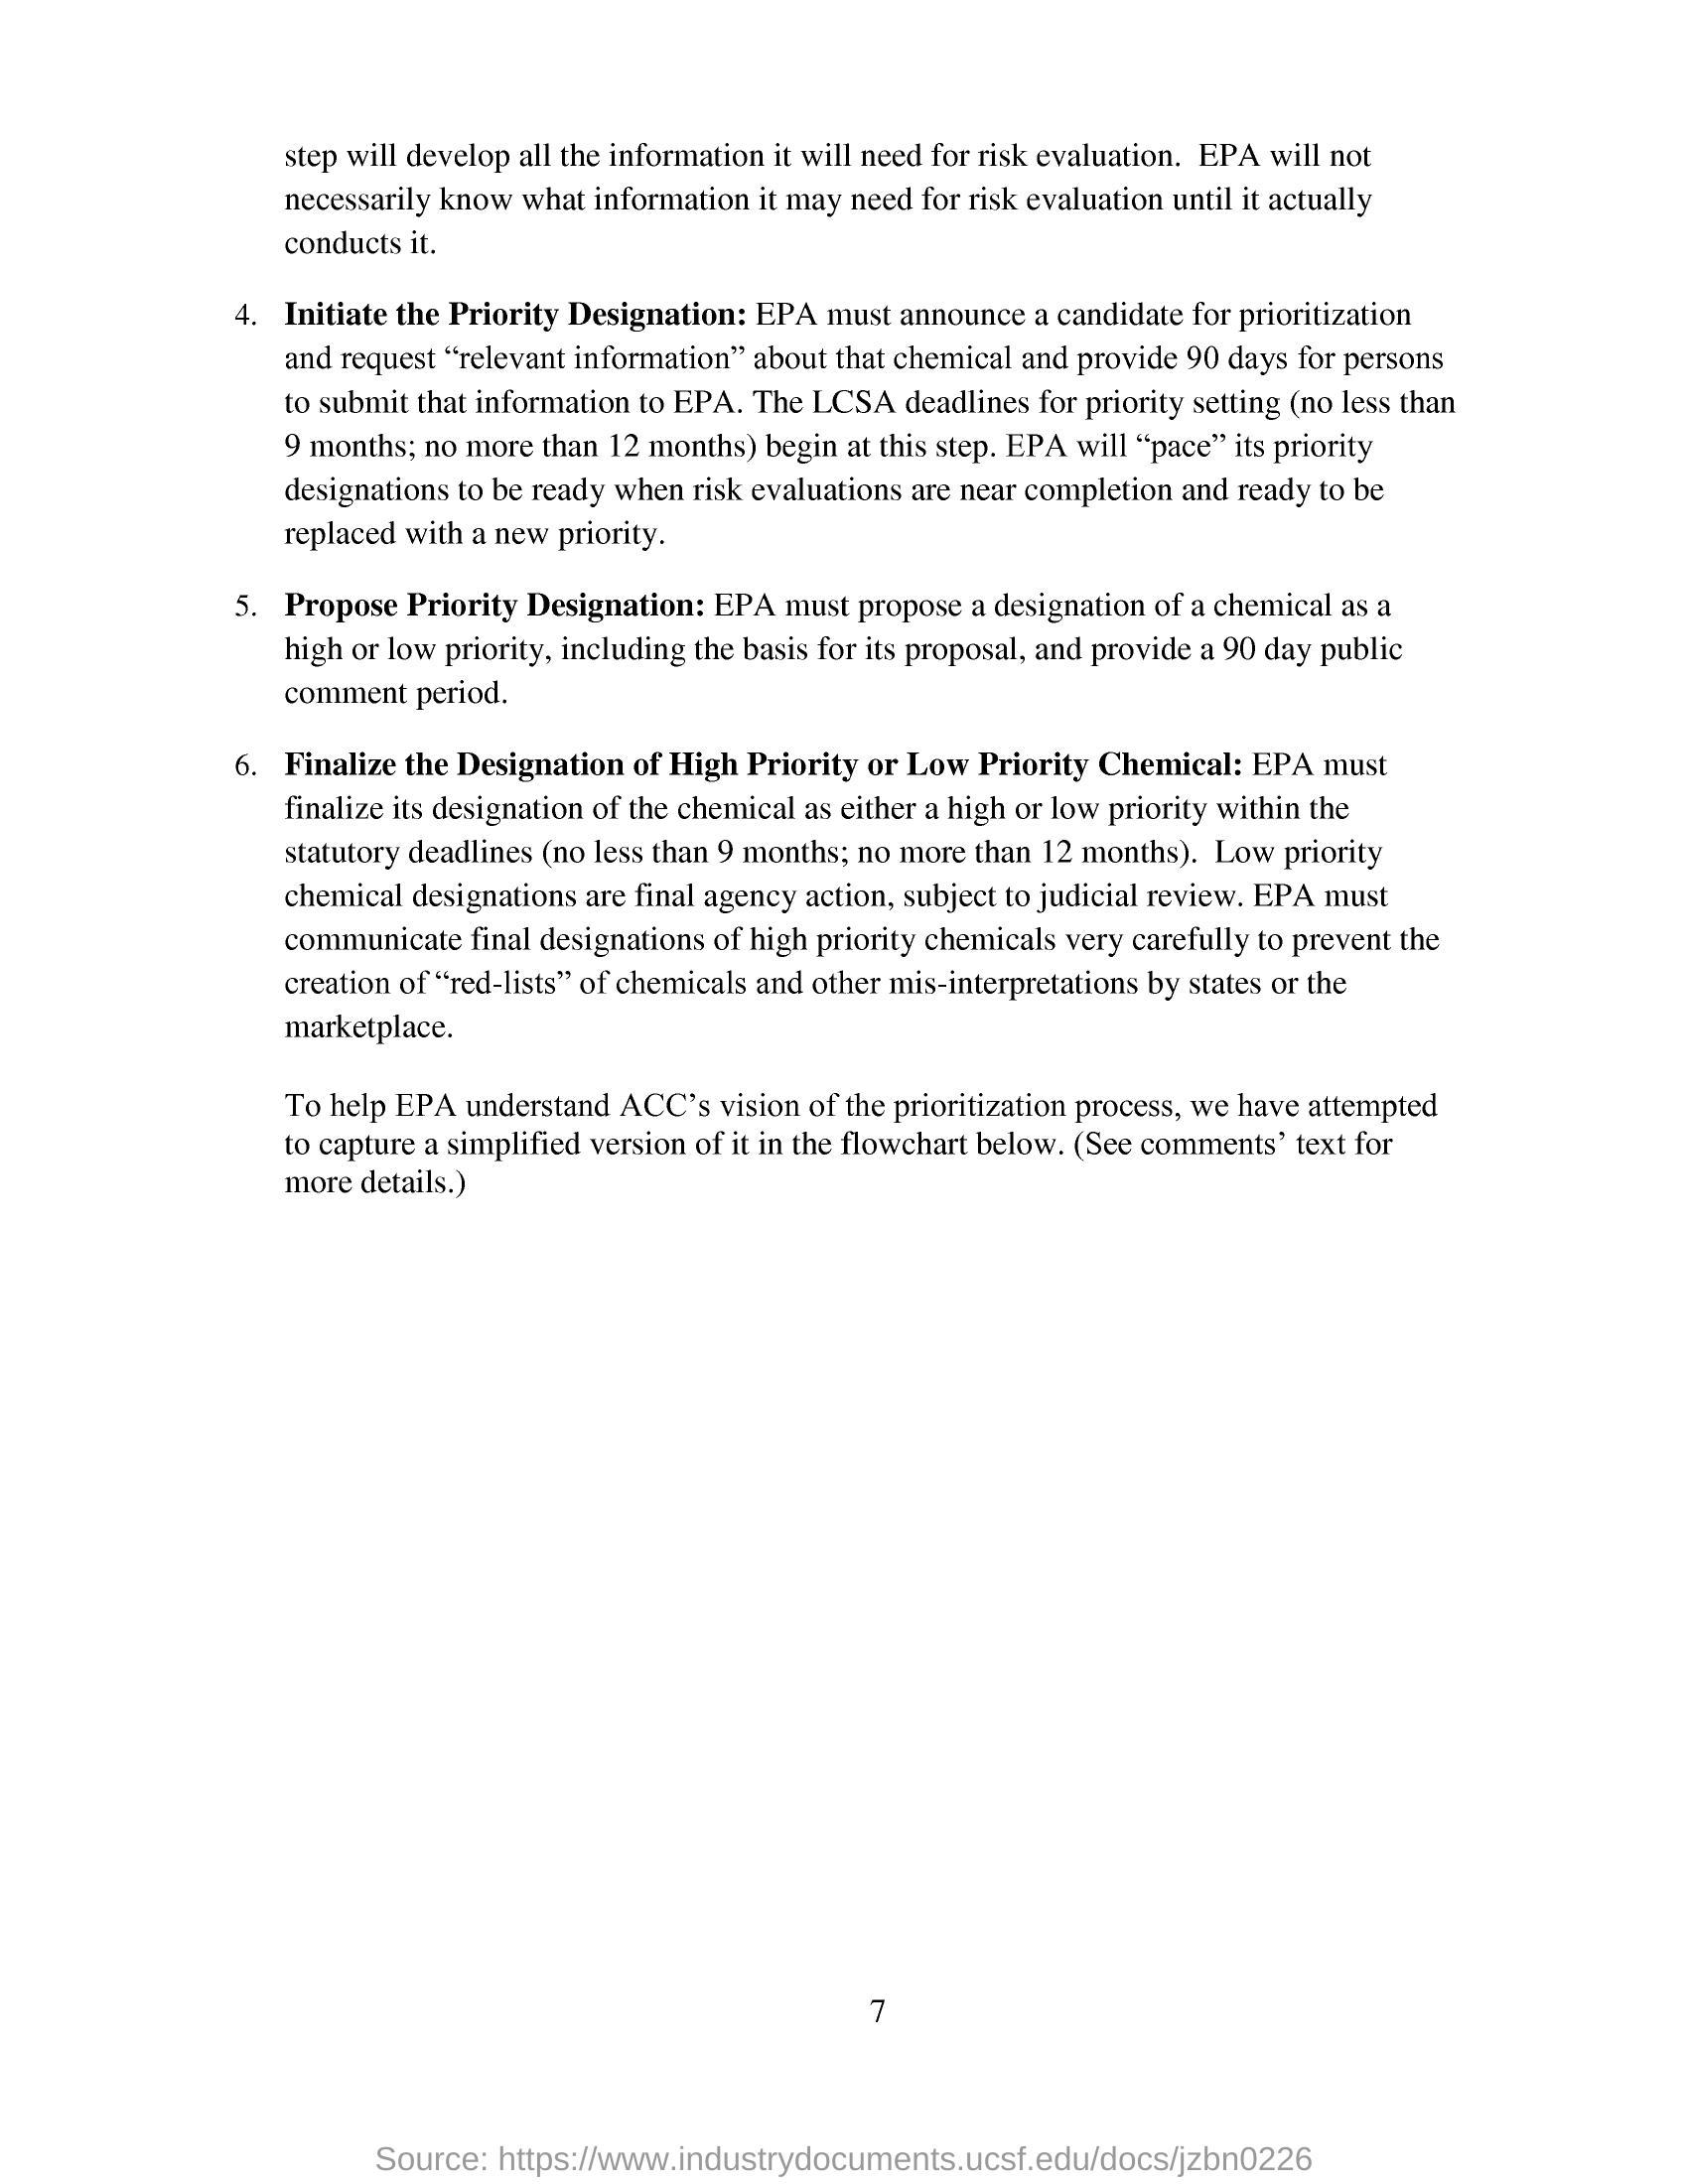 step will develop all the information it will need for risk evaluation.  EPA will not
necessarily know what information it may need for risk evaluation until it actually
conducts it.
4. Initiate the Priority Designation: EPA must announce a candidate for prioritization
and request “relevant information” about that chemical and provide 90 days for persons
to submit that information to EPA. The LCSA deadlines for priority setting (no less than
9 months; no more than 12 months) begin at this step. EPA will “pace” its priority
designations to be ready when risk evaluations are near completion and ready to be
replaced with a new priority.
5. Propose Priority Designation: EPA must propose a designation of a chemical as a
high or low priority, including the basis for its proposal, and provide a 90 day public
comment period.
6. Finalize the Designation of High Priority or Low Priority Chemical: EPA must
finalize its designation of the chemical as either a high or low priority within the
statutory deadlines (no less than 9 months; no more than 12 months).  Low priority
chemical designations are final agency action, subject to judicial review. EPA must
communicate final designations of high priority chemicals very carefully to prevent the
creation of “red-lists” of chemicals and other mis-interpretations by states or the
marketplace.
To help EPA understand ACC’s vision of the prioritization process, we have attempted
to capture a simplified version of it in the flowchart below. (See comments’ text for
more details.)
7
Source: https://www.industrydocuments.ucsf.edu/docs/jzbn0226